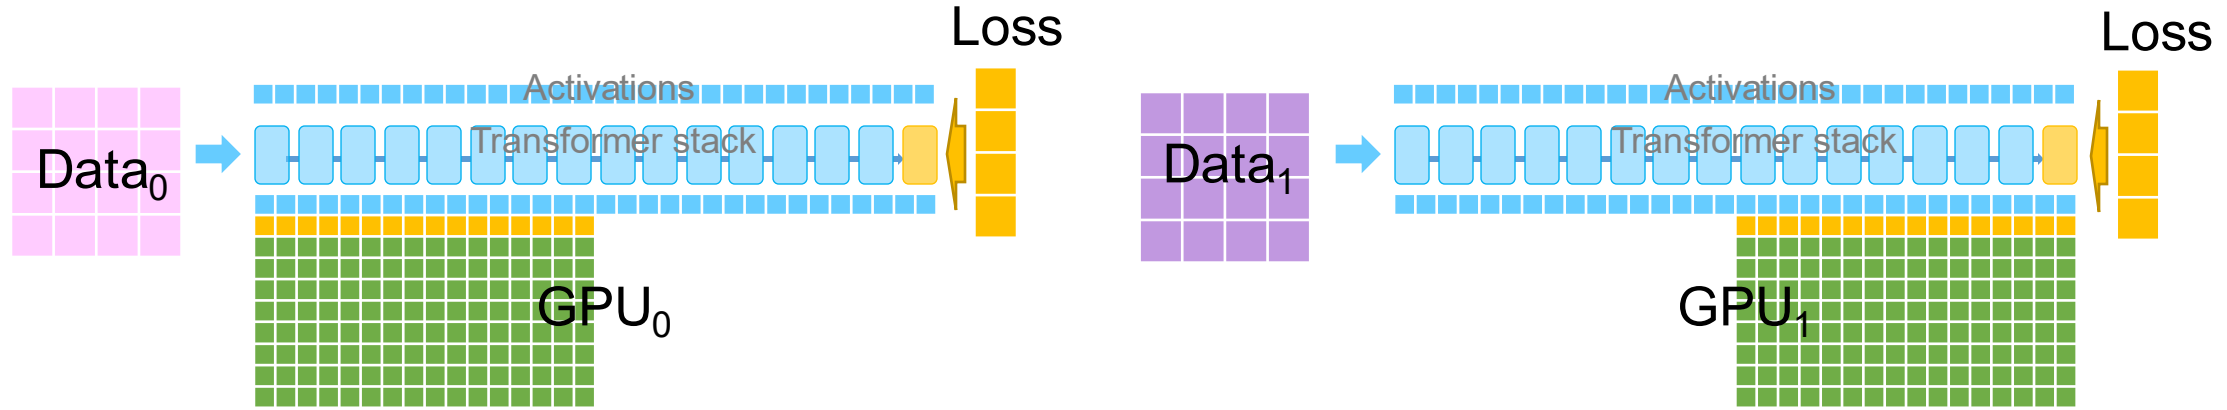 Loss
Activations
Transformer stack
Data0
GPU0
Loss
Activations
Transformer stack
Data1
GPU1